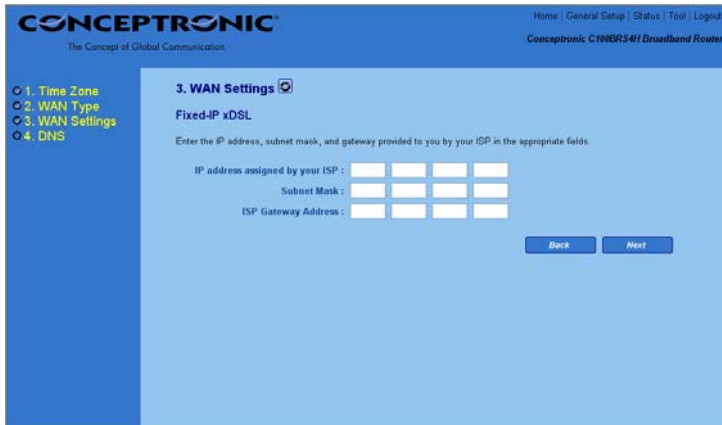 CONCEPTRONIC
The Concept of Global Communication
Home | General Setup | Status | Tool | Logout
Conceptronic C100BRS4H Broadband Router
1. Time Zone
2. WAN Type
3. WAN Settings
4. DNS
3. WAN Settings
Fixed-IP xDSL
Enter the IP address, subnet mask, and gateway provided to you by your ISP in the appropriate fields.
IP address assigned by your ISP :
Subnet Mask :
ISP Gateway Address :
Back Next